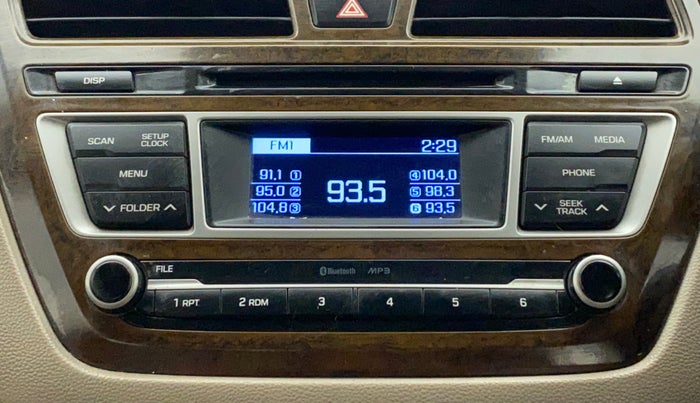 DISP
SCAN
SETUP CLOCK
MENU
FOLDER
FM1 2:29
91.1 1 4 104.0
95.0 2 93.5 5 98.3
104.8 3 6 93.5
FM/AM MEDIA
PHONE
SEEK TRACK
FILE Bluetooth MP3
1 RPT 2 RDM 3 4 5 6